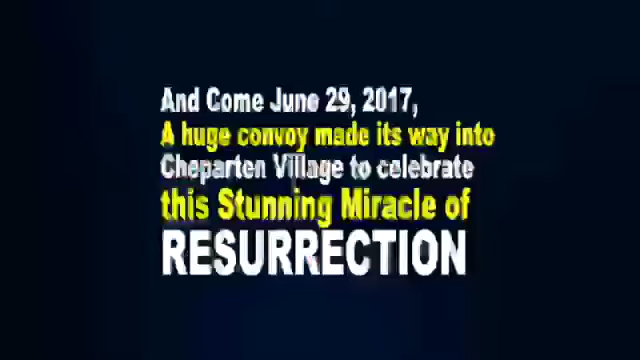 And Come June 29, 2017,
A huge convoy made its way into
Cheparten Village to celebrate
this Stunning Miracle of
RESURRECTION